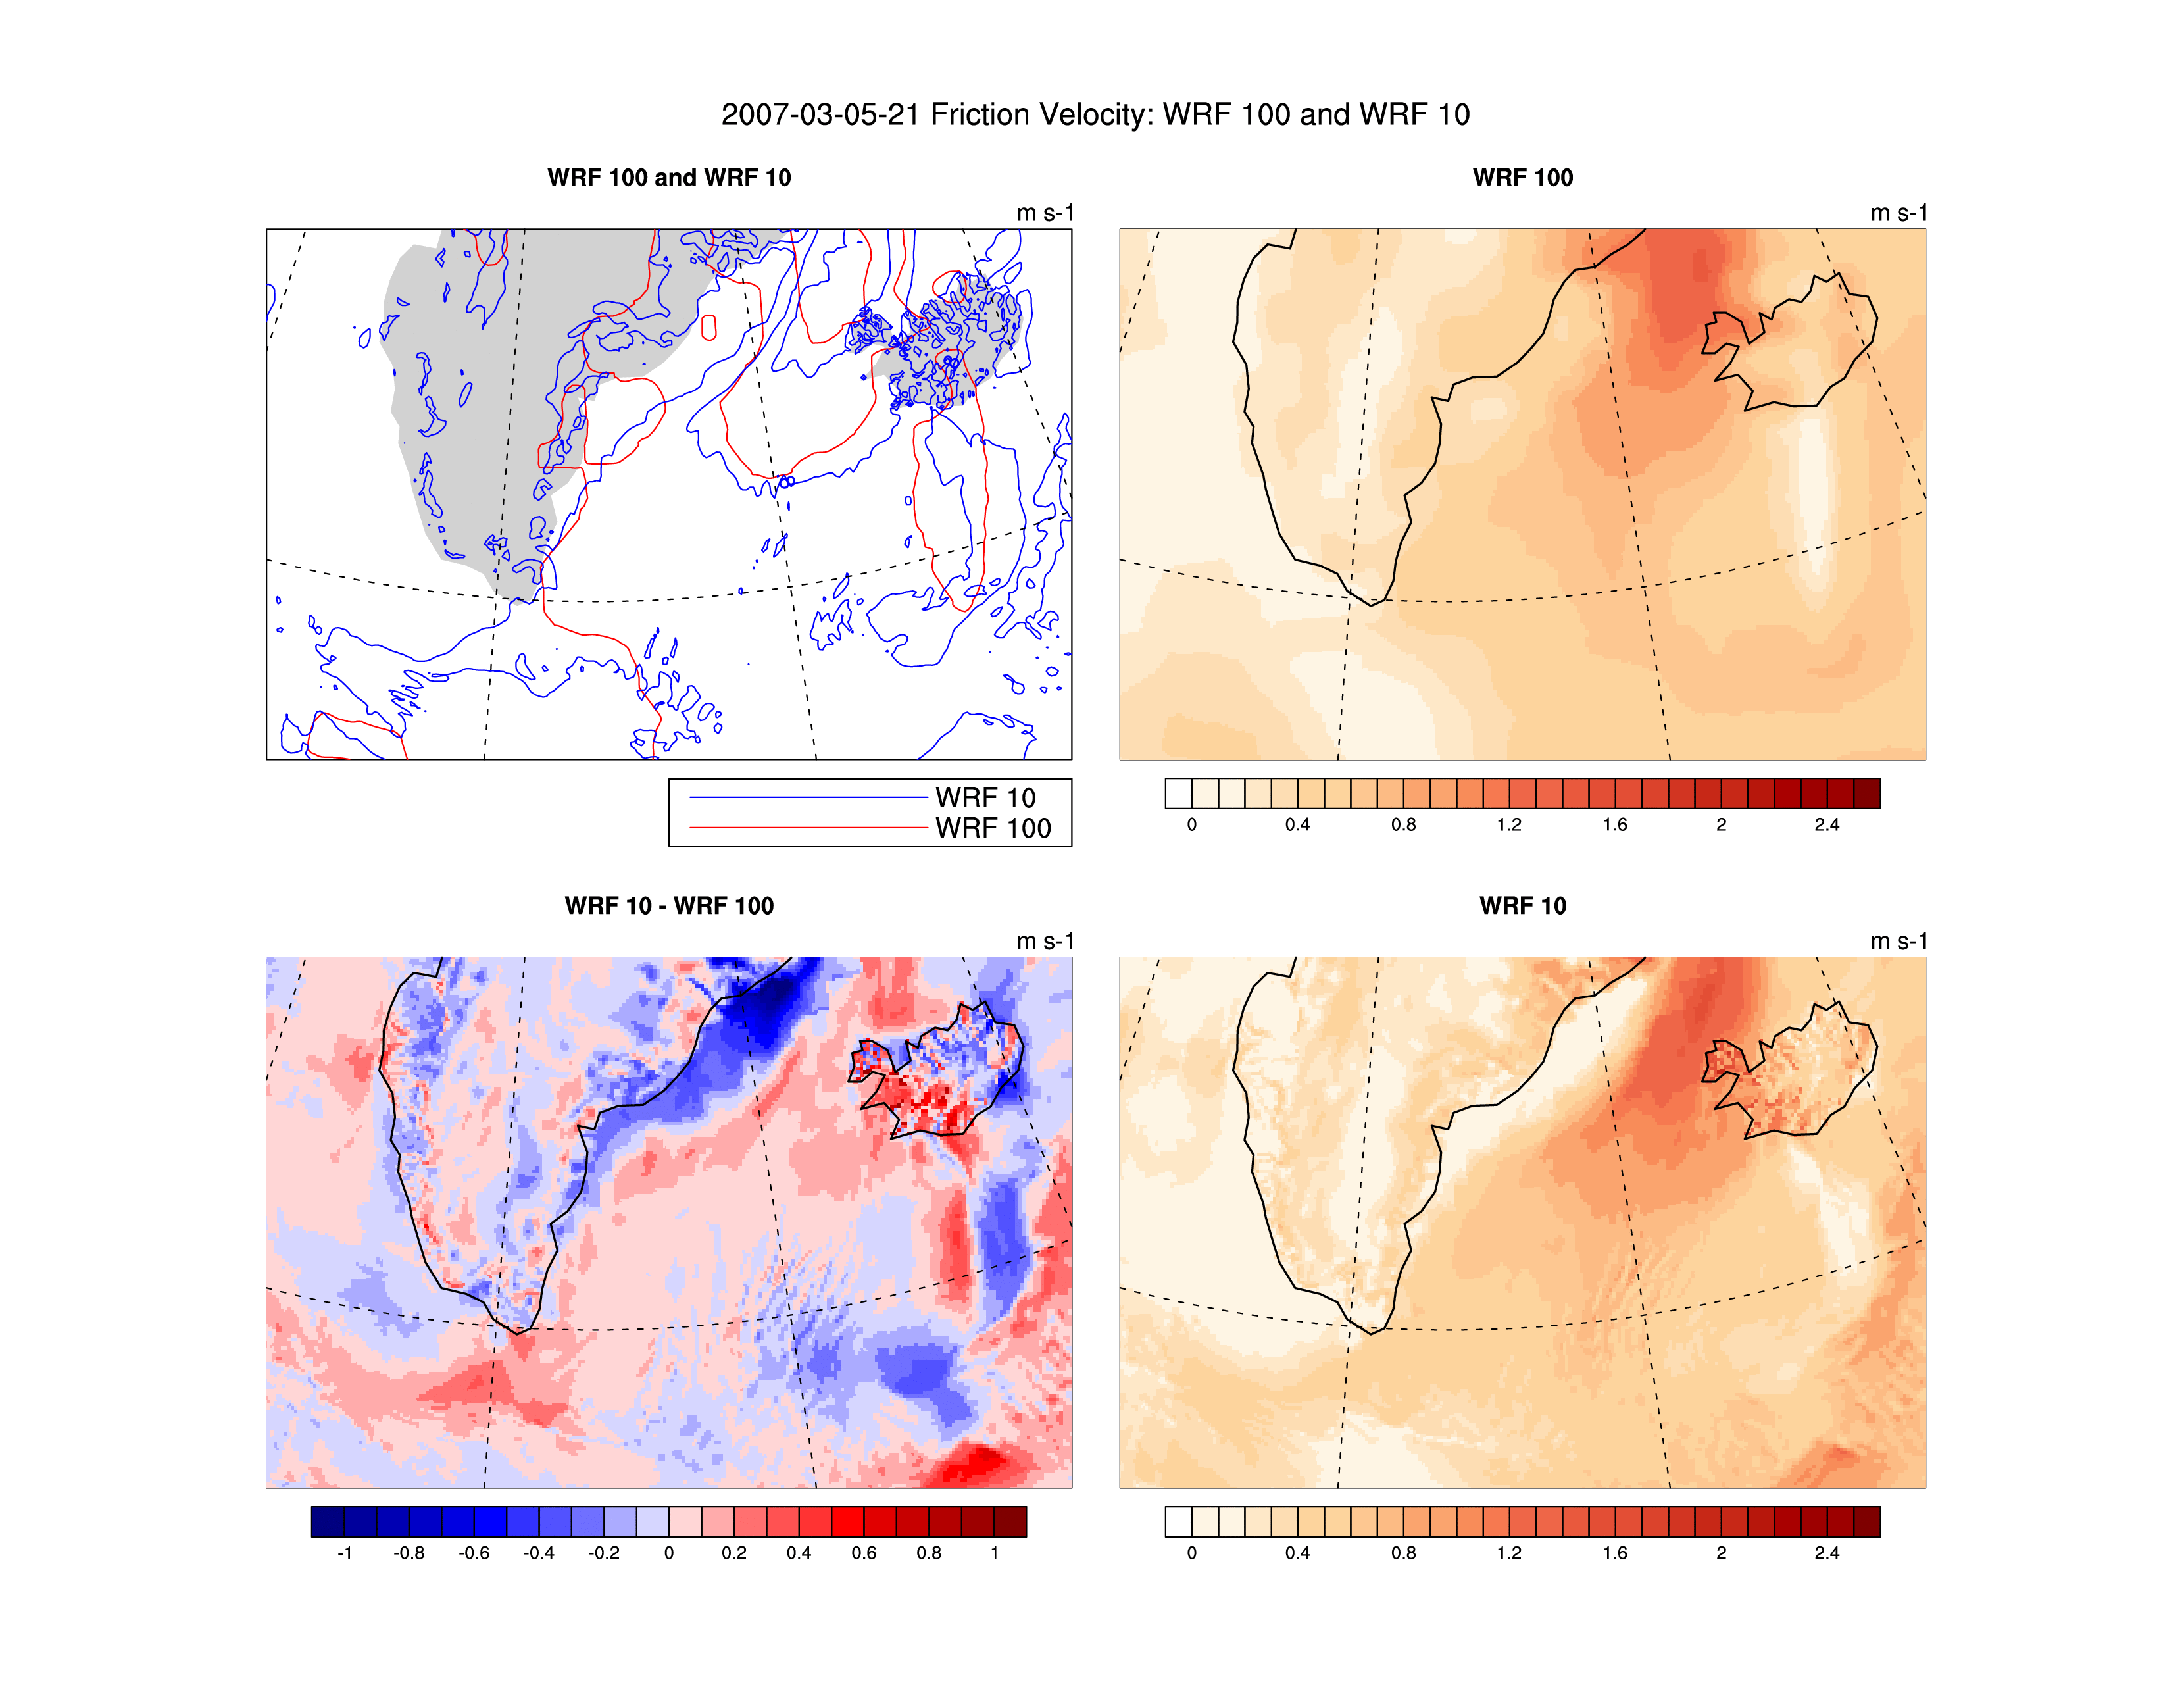 2007-03-05-21 Friction Velocity: WRF 100 and WRF 10
WRF 100 and WRF 10
m s-1
WRF 10
WRF 100
WRF 100
m s-1
0 0.4 0.8 1.2 1.6 2 2.4
WRF 10 - WRF 100
m s-1
-1 -0.8 -0.6 -0.4 -0.2 0 0.2 0.4 0.6 0.8 1
WRF 10
m s-1
0 0.4 0.8 1.2 1.6 2 2.4